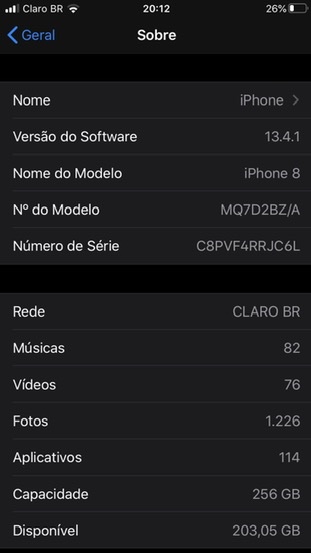 Claro BR 20:12 26%
Geral Sobre
Nome iPhone
Versão do Software 13.4.1
Nome do Modelo iPhone 8
Nº do Modelo MQ7D2BZ/A
Número de Série C8PVF4RRJC6L
Rede CLARO BR
Músicas 82
Vídeos 76
Fotos 1.226
Aplicativos 114
Capacidade 256 GB
Disponível 203,05 GB